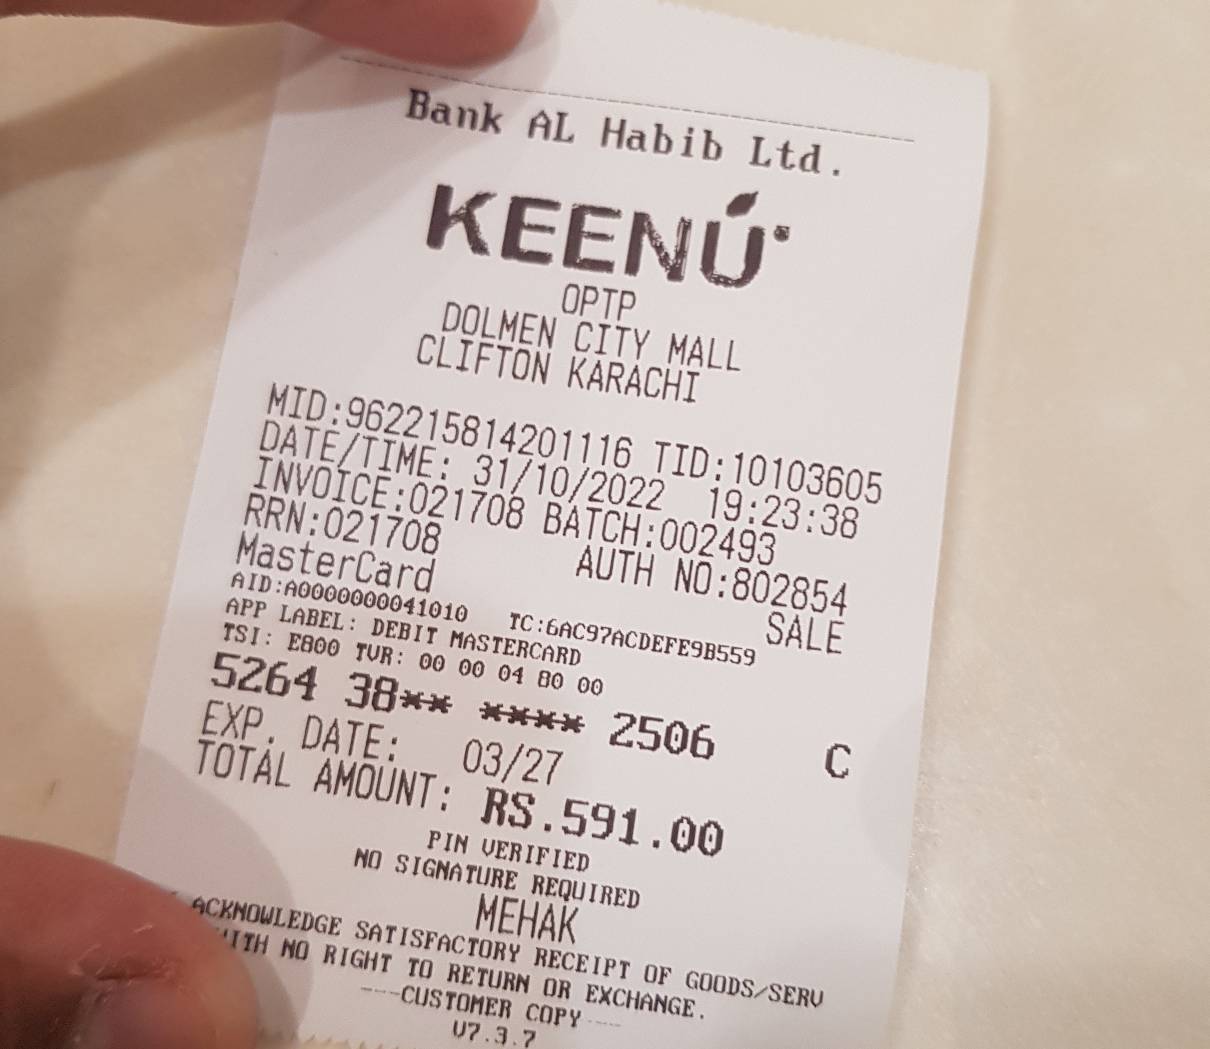 Bank AL Habib Ltd.
KEENU
OPTP
DOLMEN CITY MALL
CLIFTON KARACHI
MID:962215814201116 TID:10103605
DATE/TIME: 31/10/2022 19:23:38
INVOICE:021708 BATCH:002493
RRN:021708 AUTH NO:802854
MasterCard SALE
AID:A0000000041010 TC:6AC97ACDEFE9B559
APP LABEL: DEBIT MASTERCARD
TSI: E800 TVR: 00 00 04 80 00
5264 38** **** 2506 C
EXP. DATE: 03/27
TOTAL AMOUNT: RS.591.00
PIN VERIFIED
NO SIGNATURE REQUIRED
MEHAK
ACKNOWLEDGE SATISFACTORY RECEIPT OF GOODS/SERV
WITH NO RIGHT TO RETURN OR EXCHANGE.
---CUSTOMER COPY---
V7.3.7